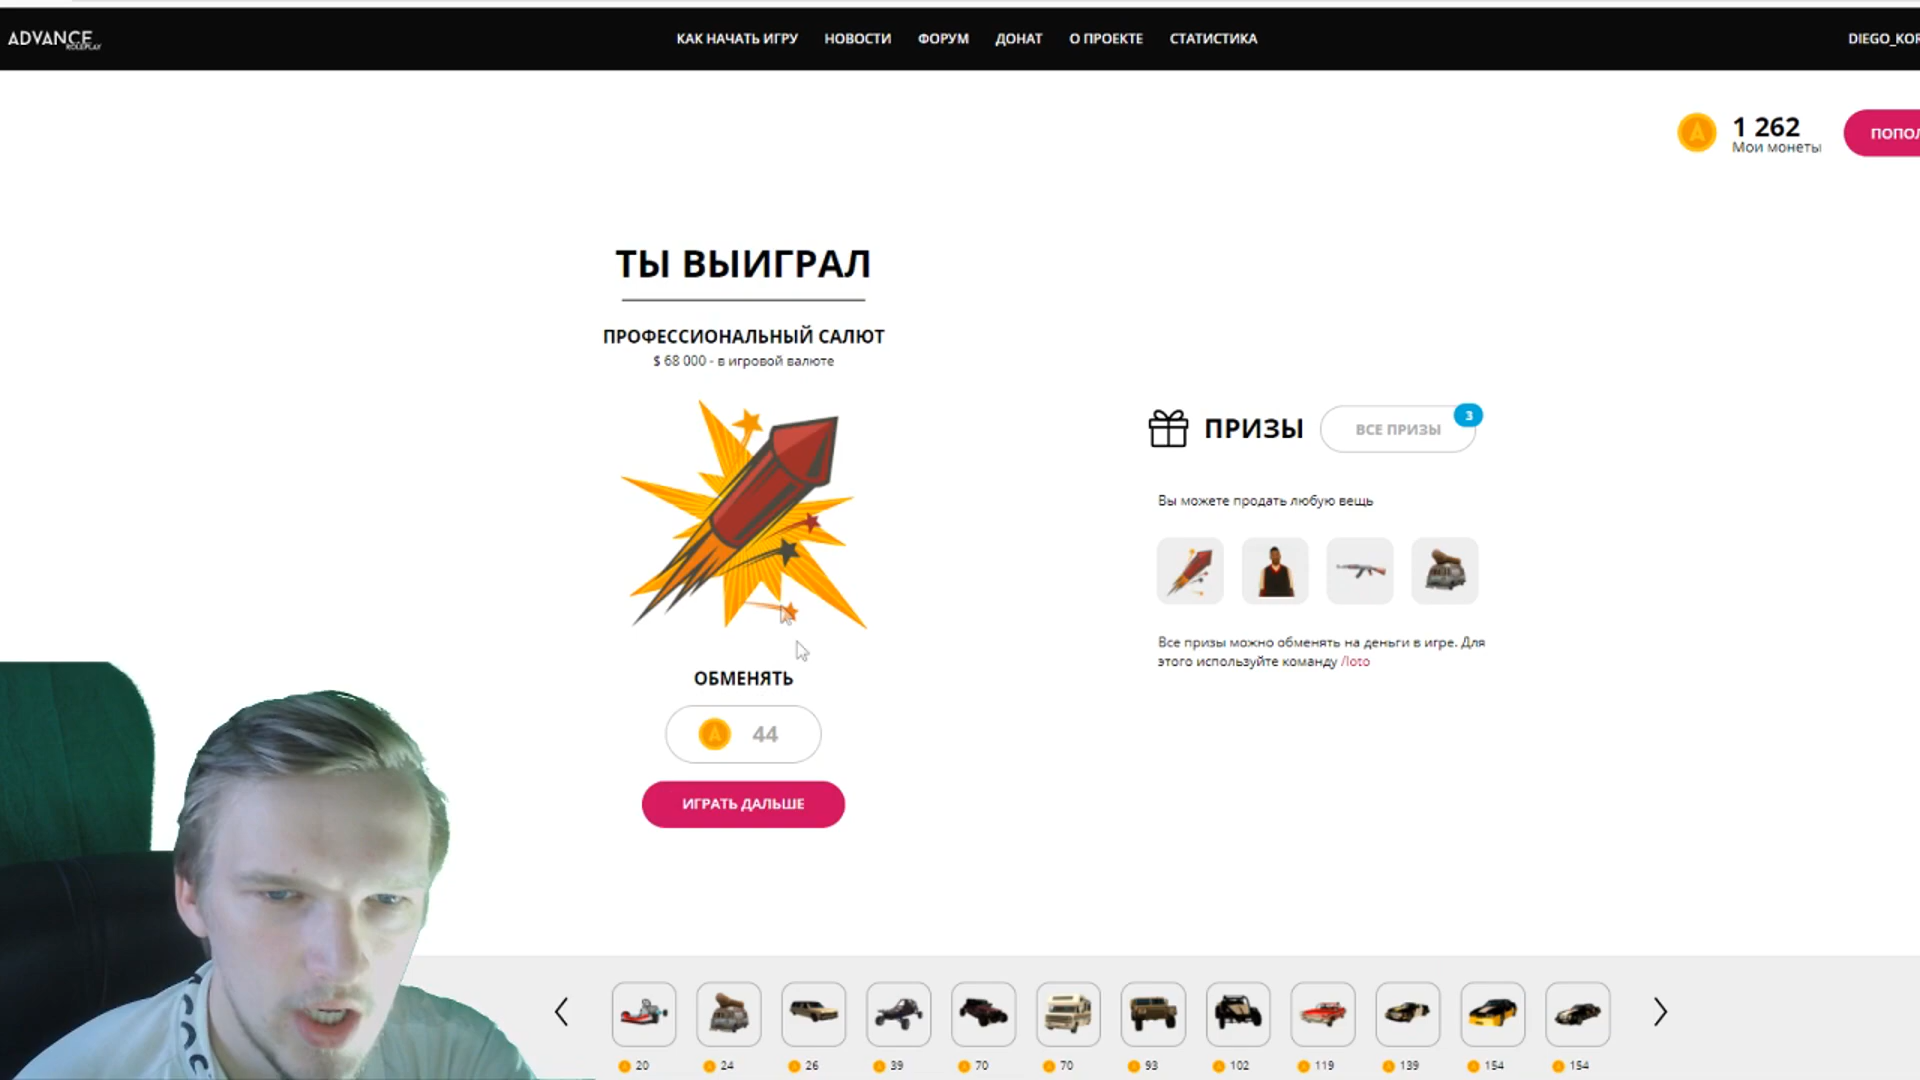 ADVANCE
ROLEPLAY
КАК НАЧАТЬ ИГРУ
НОВОСТИ
ФОРУМ
ДОНАТ
О ПРОЕКТЕ
СТАТИСТИКА
DIEGO_KOR
1 262
Мои монеты
ПОПОЛ
ТЫ ВЫИГРАЛ
ПРОФЕССИОНАЛЬНЫЙ САЛЮТ
$ 68 000 - в игровой валюте
ПРИЗЫ
ВСЕ ПРИЗЫ
3
Вы можете продать любую вещь
Все призы можно обменять на деньги в игре. Для
этого используйте команду /loto
ОБМЕНЯТЬ
44
ИГРАТЬ ДАЛЬШЕ
20
24
26
39
70
70
93
102
119
139
154
154